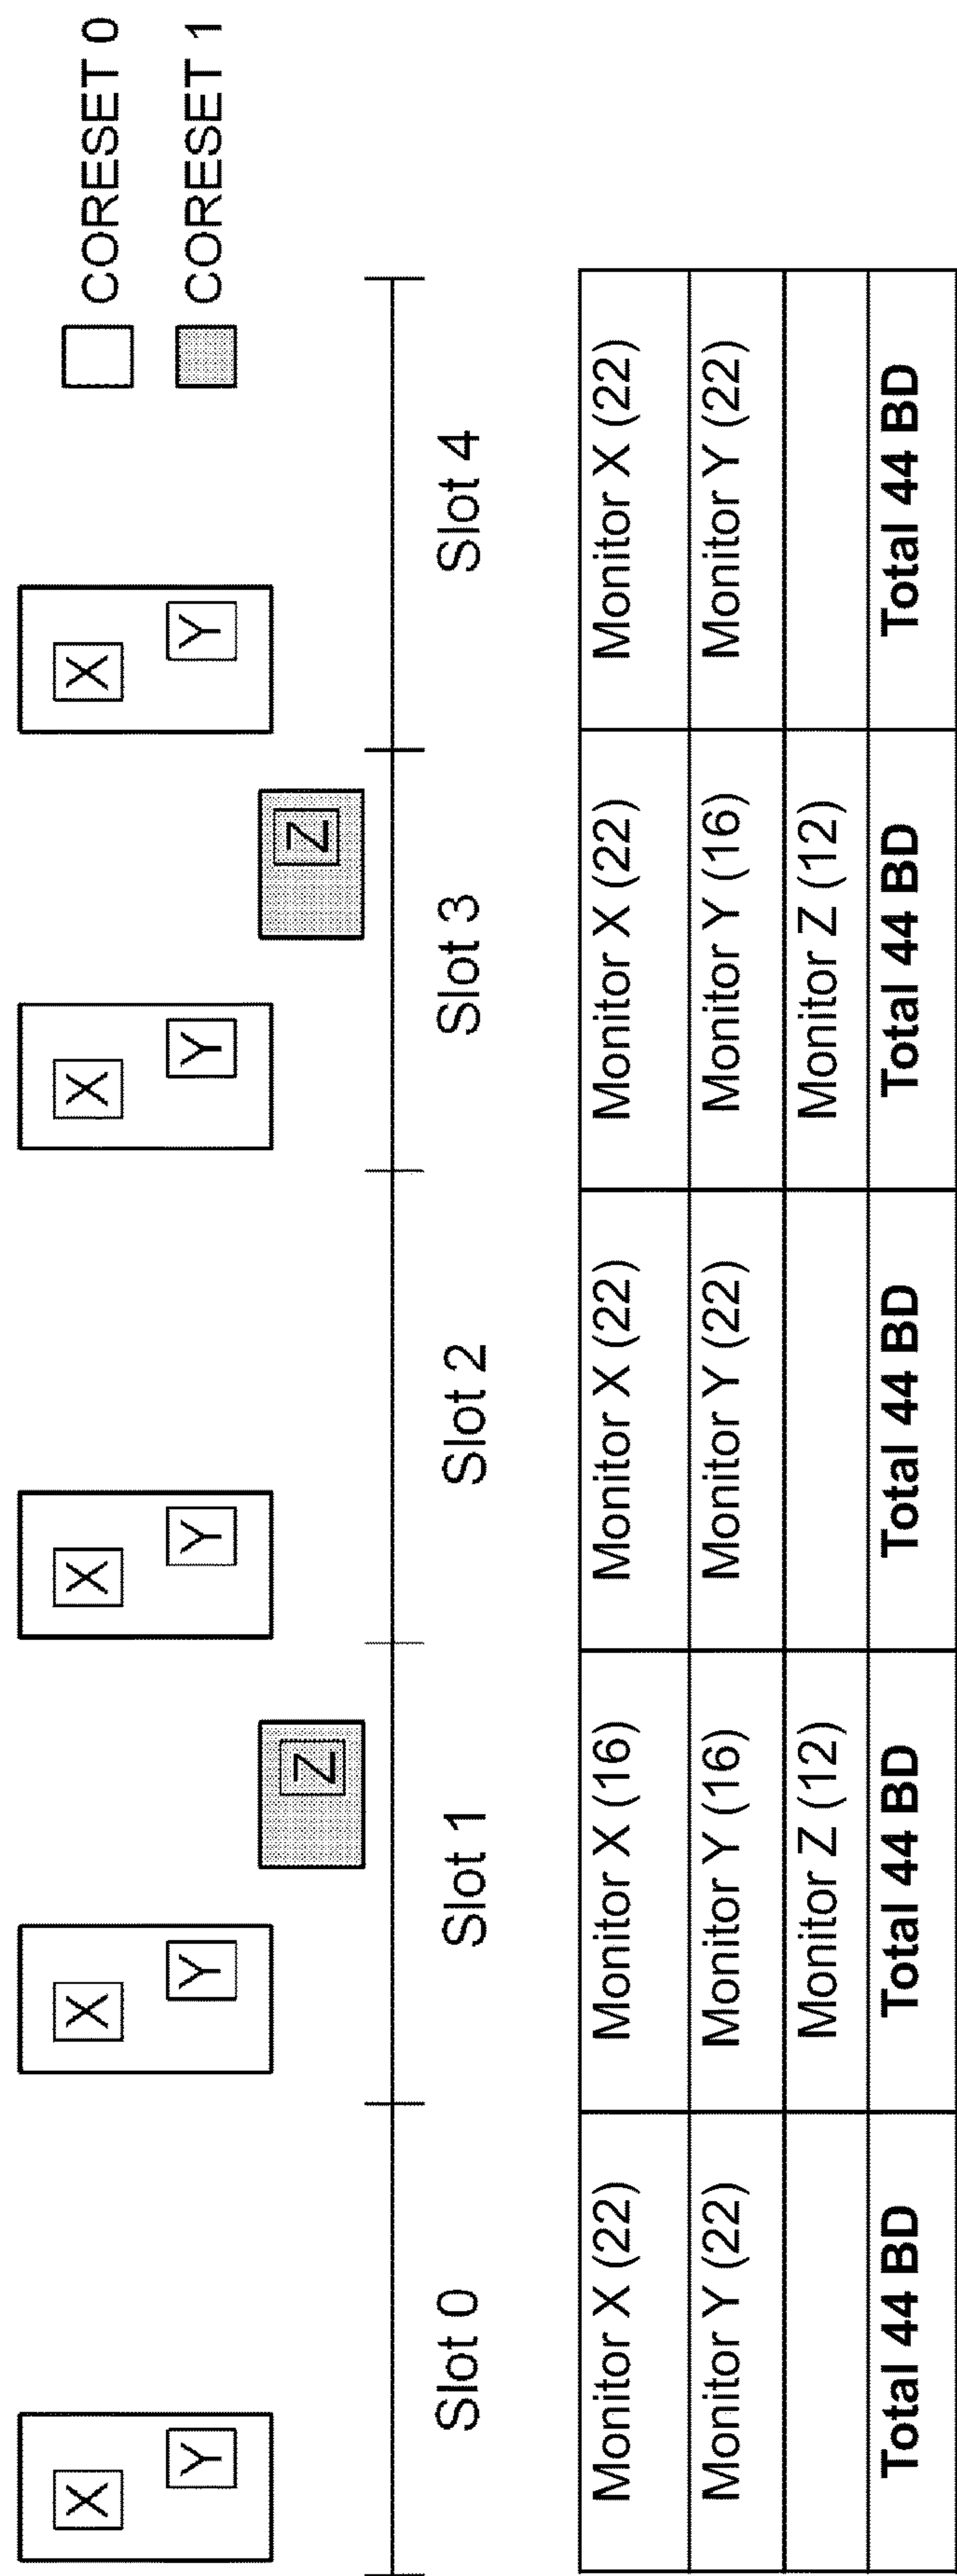 CORESET 0
CORESET 1
X
Y
X
Y
Z
X
Y
X
Y
Z
X
Y
Slot 0
Slot 1
Slot 2
Slot 3
Slot 4
Monitor X (22)
Monitor X (16)
Monitor X (22)
Monitor X (22)
Monitor X (22)
Monitor Y (22)
Monitor Y (16)
Monitor Y (22)
Monitor Y (16)
Monitor Y (22)
Monitor Z (12)
Monitor Z (12)
Total 44 BD
Total 44 BD
Total 44 BD
Total 44 BD
Total 44 BD